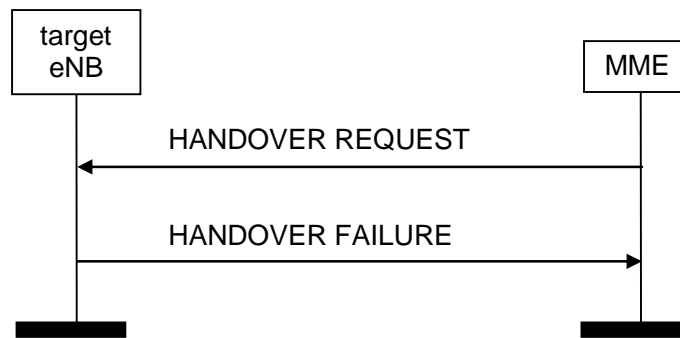 target
eNB
MME
HANDOVER REQUEST
HANDOVER FAILURE